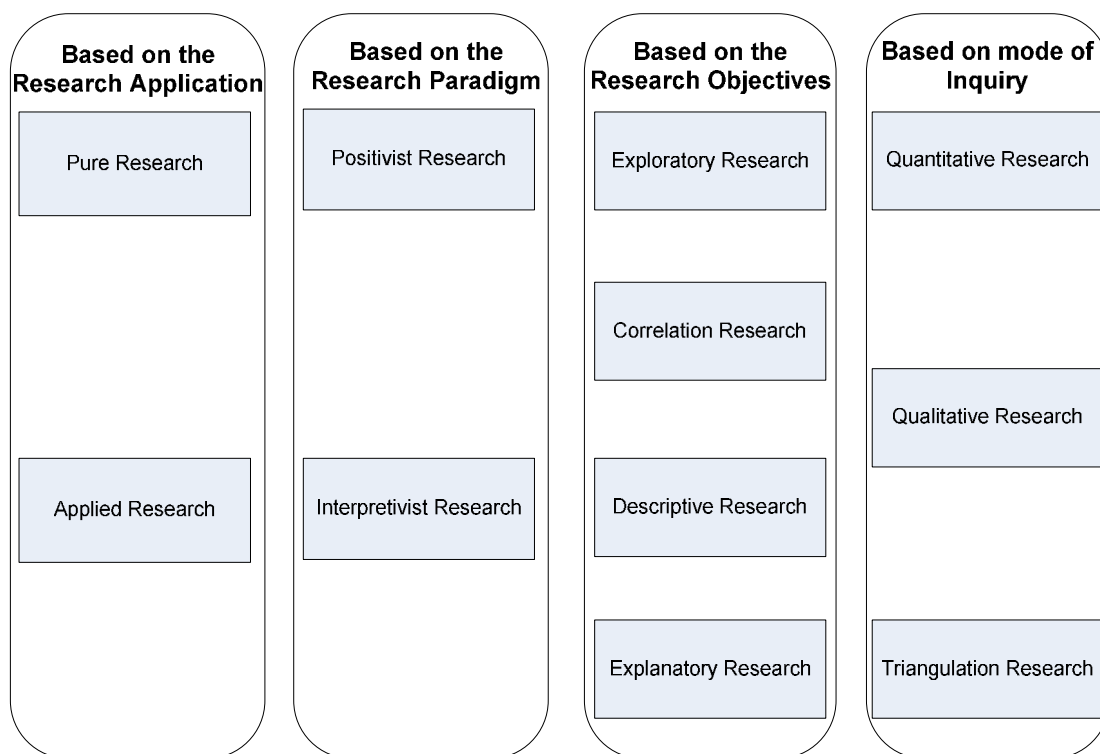 Based on the
Research Application
Pure Research
Applied Research
Based on the
Research Paradigm
Positivist Research
Interpretivist Research
Based on the
Research Objectives
Exploratory Research
Correlation Research
Descriptive Research
Explanatory Research
Based on mode of
Inquiry
Quantitative Research
Qualitative Research
Triangulation Research